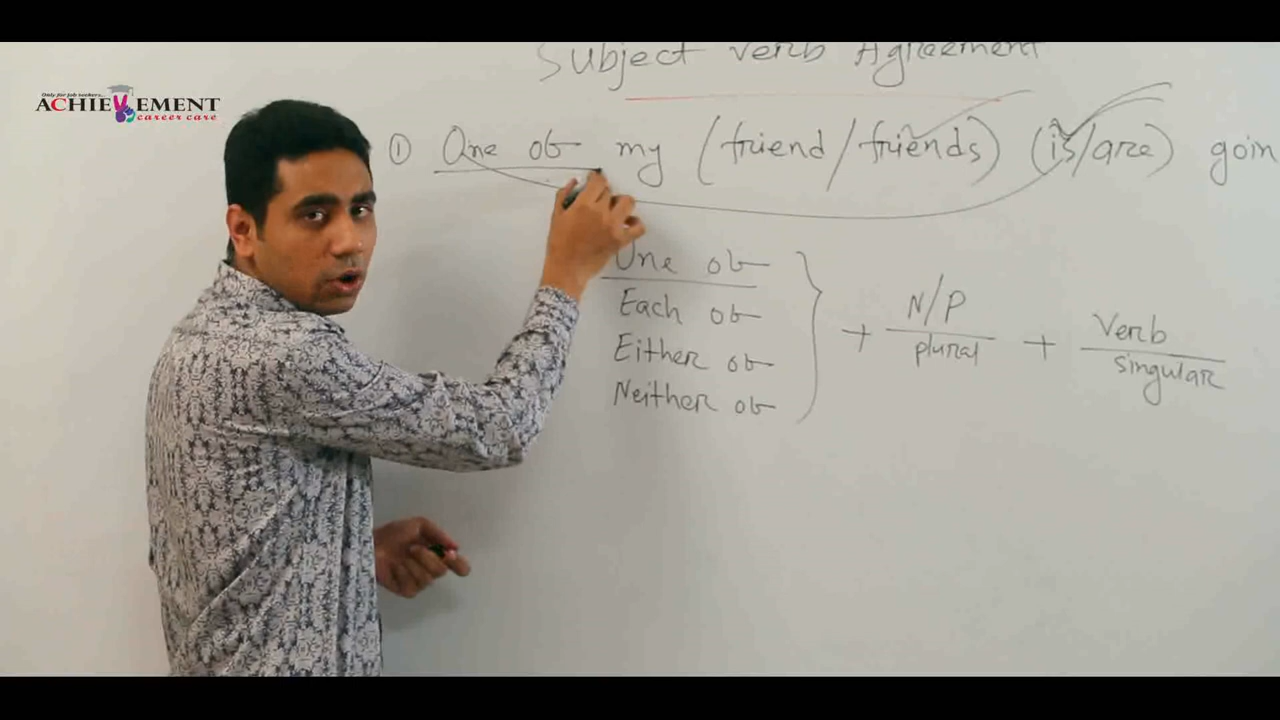 Subject Verb Agreement
Only for job seekers...
ACHIEVEMENT
career care
① One of my (friend/friends) (is/are) goin
One of
Each of
Either of
Neither of
+ N/P
plural
+ Verb
singular